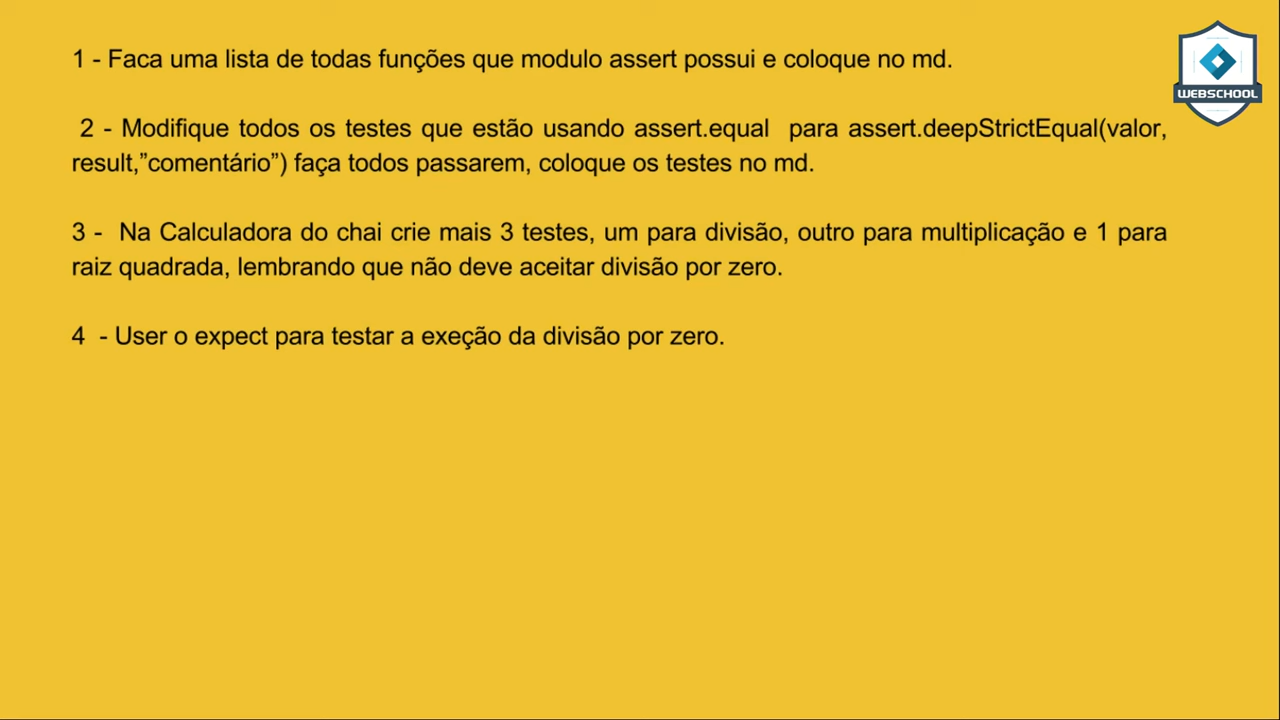 1 - Faca uma lista de todas funções que modulo assert possui e coloque no md.
2 - Modifique todos os testes que estão usando assert.equal para assert.deepStrictEqual(valor,
result,”comentário”) faça todos passarem, coloque os testes no md.
3 - Na Calculadora do chai crie mais 3 testes, um para divisão, outro para multiplicação e 1 para
raiz quadrada, lembrando que não deve aceitar divisão por zero.
4 - User o expect para testar a exeção da divisão por zero.
WEBSCHOOL